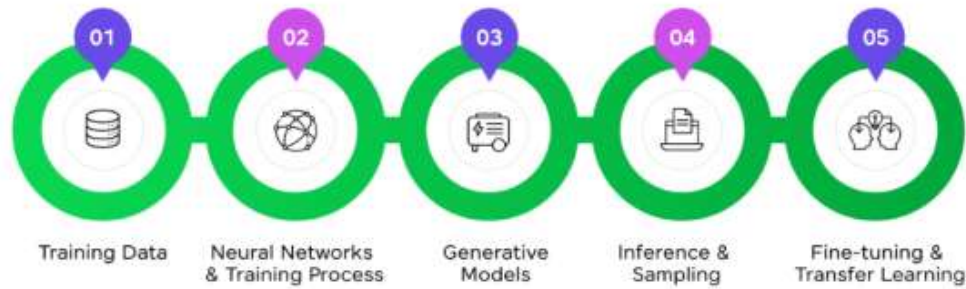 01
02
03
04
05
Training Data
Neural Networks
& Training Process
Generative
Models
Inference &
Sampling
Fine-tuning &
Transfer Learning